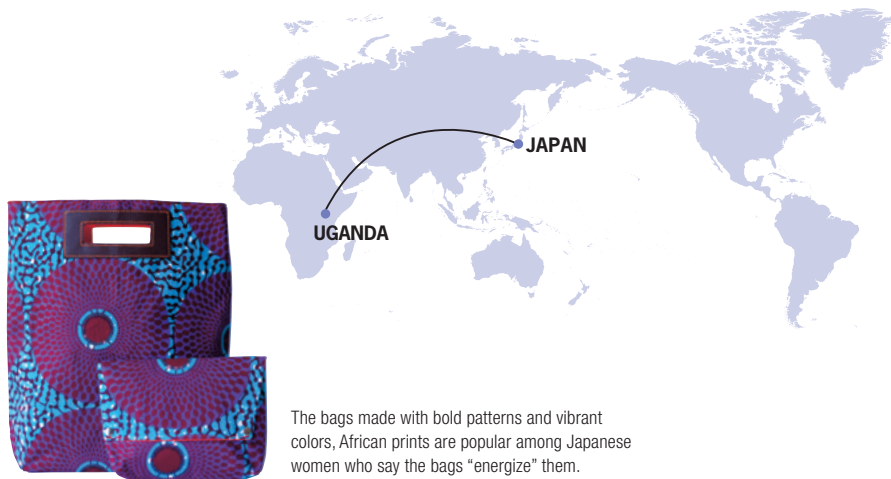 JAPAN
UGANDA
The bags made with bold patterns and vibrant
colors, African prints are popular among Japanese
women who say the bags “energize” them.